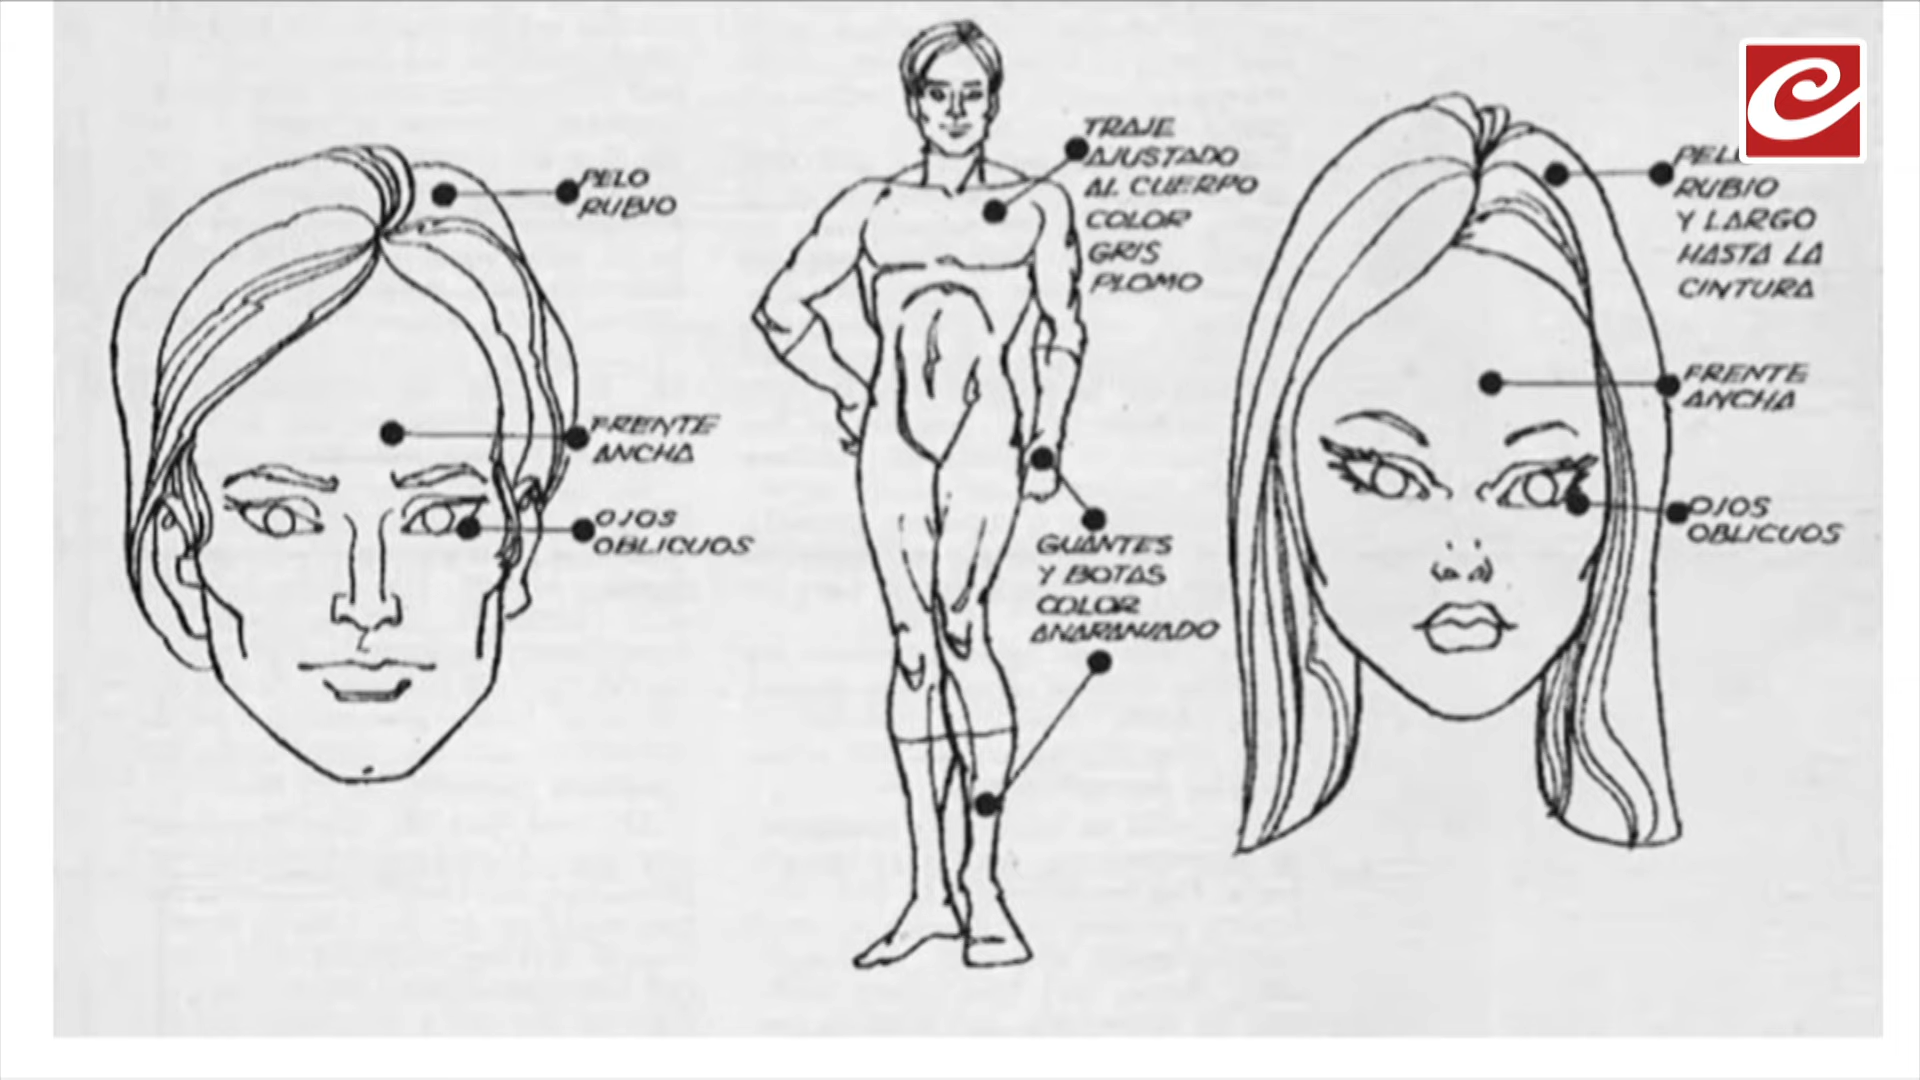 PELO
RUBIO
FRENTE
ANCHA
OJOS
OBLICUOS
TRAJE
AJUSTADO
AL CUERPO
COLOR
GRIS
PLOMO
GUANTES
Y BOTAS
COLOR
ANARANJADO
PEL
RUBIO
Y LARGO
HASTA LA
CINTURA
FRENTE
ANCHA
OJOS
OBLICUOS